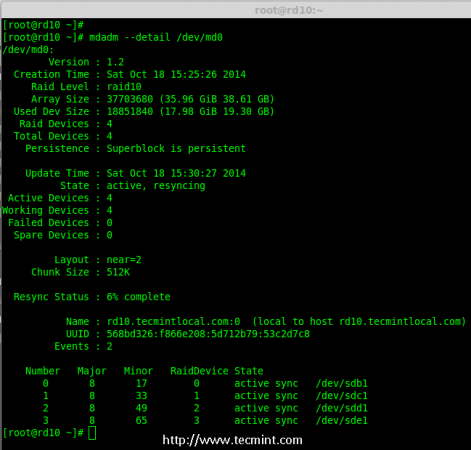 root@rd10:~
[root@rd10 ~]#
[root@rd10 ~]# mdadm --detail /dev/md0
/dev/md0:
Version : 1.2
Creation Time : Sat Oct 18 15:25:26 2014
Raid Level : raid10
Array Size : 37703680 (35.96 GiB 38.61 GB)
Used Dev Size : 18851840 (17.98 GiB 19.30 GB)
Raid Devices : 4
Total Devices : 4
Persistence : Superblock is persistent
Update Time : Sat Oct 18 15:30:27 2014
State : active, resyncing
Active Devices : 4
Working Devices : 4
Failed Devices : 0
Spare Devices : 0
Layout : near=2
Chunk Size : 512K
Resync Status : 6% complete
Name : rd10.tecmintlocal.com:0 (local to host rd10.tecmintlocal.com)
UUID : 568bd326:f866e208:5d712b79:53c2d7c8
Events : 2
Number Major Minor RaidDevice State
0 8 17 0 active sync /dev/sdb1
1 8 33 1 active sync /dev/sdc1
2 8 49 2 active sync /dev/sdd1
3 8 65 3 active sync /dev/sde1
[root@rd10 ~]#
http://www.tecmint.com